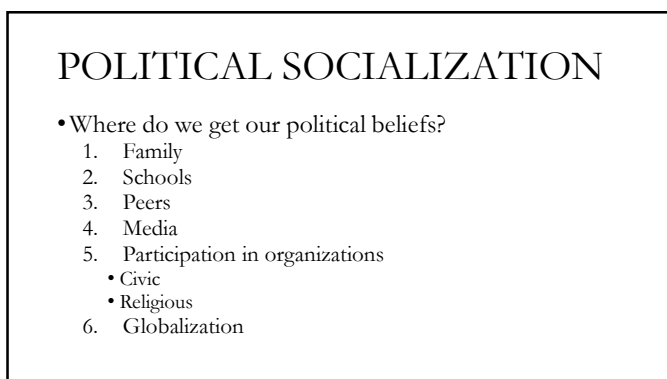 POLITICAL SOCIALIZATION
•Where do we get our political beliefs?
1. Family
2. Schools
3. Peers
4. Media
5. Participation in organizations
• Civic
• Religious
6. Globalization